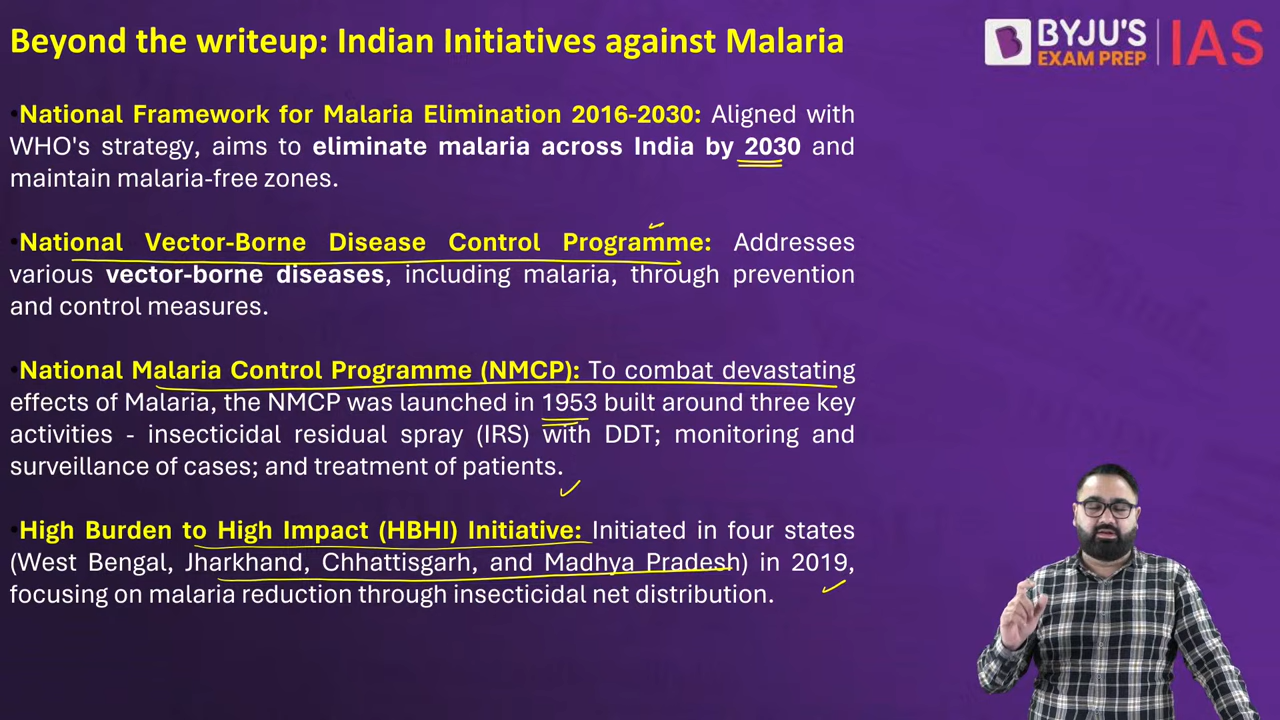 Beyond the writeup: Indian Initiatives against Malaria
BYJU'S
EXAM PREP
IAS
•National Framework for Malaria Elimination 2016-2030: Aligned with
WHO's strategy, aims to eliminate malaria across India by 2030 and
maintain malaria-free zones.
•National Vector-Borne Disease Control Programme: Addresses
various vector-borne diseases, including malaria, through prevention
and control measures.
•National Malaria Control Programme (NMCP): To combat devastating
effects of Malaria, the NMCP was launched in 1953 built around three key
activities - insecticidal residual spray (IRS) with DDT; monitoring and
surveillance of cases; and treatment of patients.
•High Burden to High Impact (HBHI) Initiative: Initiated in four states
(West Bengal, Jharkhand, Chhattisgarh, and Madhya Pradesh) in 2019,
focusing on malaria reduction through insecticidal net distribution.